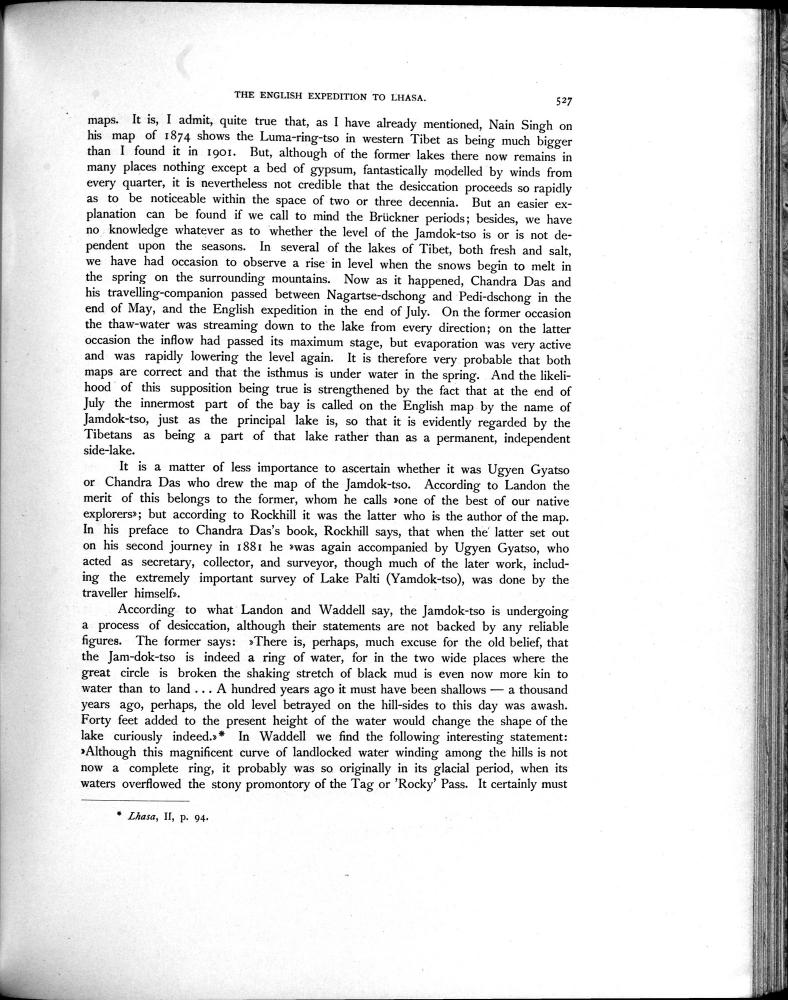 THE ENGLISH EXPEDITION TO LHASA. 527
maps. It is, I admit, quite true that, as I have already mentioned, Nain Singh on
his map of 1874 shows the Luma-ring-tso in western Tibet as being much bigger
than I found it in 1901. But, although of the former lakes there now remains in
many places nothing except a bed of gypsum, fantastically modelled by winds from
every quarter, it is nevertheless not credible that the desiccation proceeds so rapidly
as to be noticeable within the space of two or three decennia. But an easier ex-
planation can be found if we call to mind the Brückner periods; besides, we have
no knowledge whatever as to whether the level of the Jamdok-tso is or is not de-
pendent upon the seasons. In several of the lakes of Tibet, both fresh and salt,
we have had occasion to observe a rise in level when the snows begin to melt in
the spring on the surrounding mountains. Now as it happened, Chandra Das and
his travelling-companion passed between Nagartse-dschong and Pedi-dschong in the
end of May, and the English expedition in the end of July. On the former occasion
the thaw-water was streaming down to the lake from every direction; on the latter
occasion the inflow had passed its maximum stage, but evaporation was very active
and was rapidly lowering the level again. It is therefore very probable that both
maps are correct and that the isthmus is under water in the spring. And the likeli-
hood of this supposition being true is strengthened by the fact that at the end of
July the innermost part of the bay is called on the English map by the name of
Jamdok-tso, just as the principal lake is, so that it is evidently regarded by the
Tibetans as being a part of that lake rather than as a permanent, independent
side-lake.
It is a matter of less importance to ascertain whether it was Ugyen Gyatso
or Chandra Das who drew the map of the Jamdok-tso. According to Landon the
merit of this belongs to the former, whom he calls »one of the best of our native
explorers»; but according to Rockhill it was the latter who is the author of the map.
In his preface to Chandra Das's book, Rockhill says, that when the latter set out
on his second journey in 1881 he »was again accompanied by Ugyen Gyatso, who
acted as secretary, collector, and surveyor, though much of the later work, includ-
ing the extremely important survey of Lake Palti (Yamdok-tso), was done by the
traveller himself».
According to what Landon and Waddell say, the Jamdok-tso is undergoing
a process of desiccation, although their statements are not backed by any reliable
figures. The former says: »There is, perhaps, much excuse for the old belief, that
the Jam-dok-tso is indeed a ring of water, for in the two wide places where the
great circle is broken the shaking stretch of black mud is even now more kin to
water than to land ... A hundred years ago it must have been shallows — a thousand
years ago, perhaps, the old level betrayed on the hill-sides to this day was awash.
Forty feet added to the present height of the water would change the shape of the
lake curiously indeed.»* In Waddell we find the following interesting statement:
»Although this magnificent curve of landlocked water winding among the hills is not
now a complete ring, it probably was so originally in its glacial period, when its
waters overflowed the stony promontory of the Tag or 'Rocky' Pass. It certainly must
* Lhasa, II, p. 94.